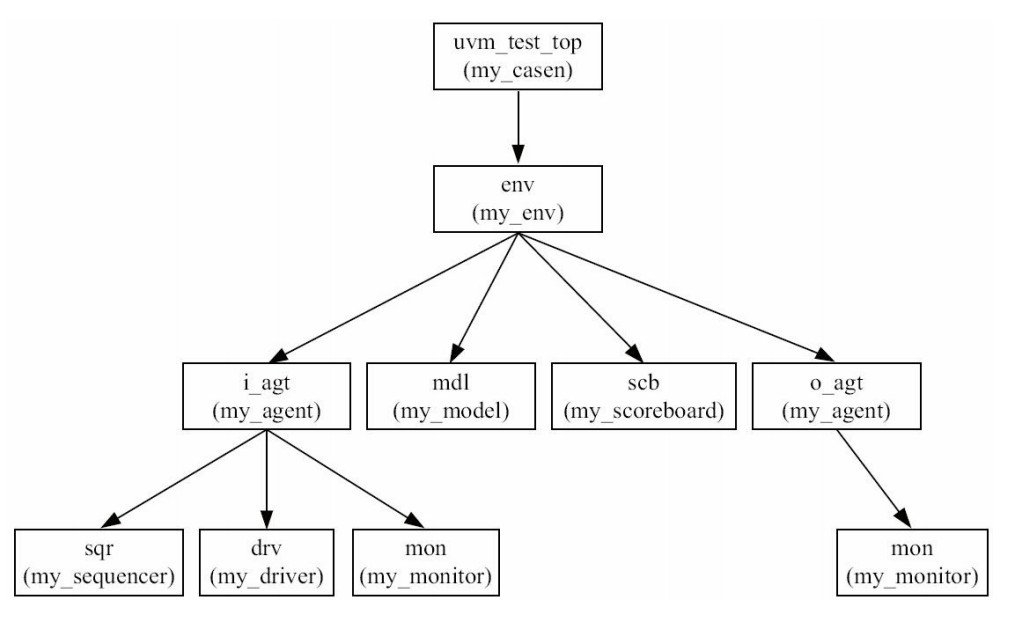 uvm_test_top
(my_casen)
env
(my_env)
i_agt
(my_agent)
mdl
(my_model)
scb
(my_scoreboard)
o_agt
(my_agent)
sqr
(my_sequencer)
drv
(my_driver)
mon
(my_monitor)
mon
(my_monitor)